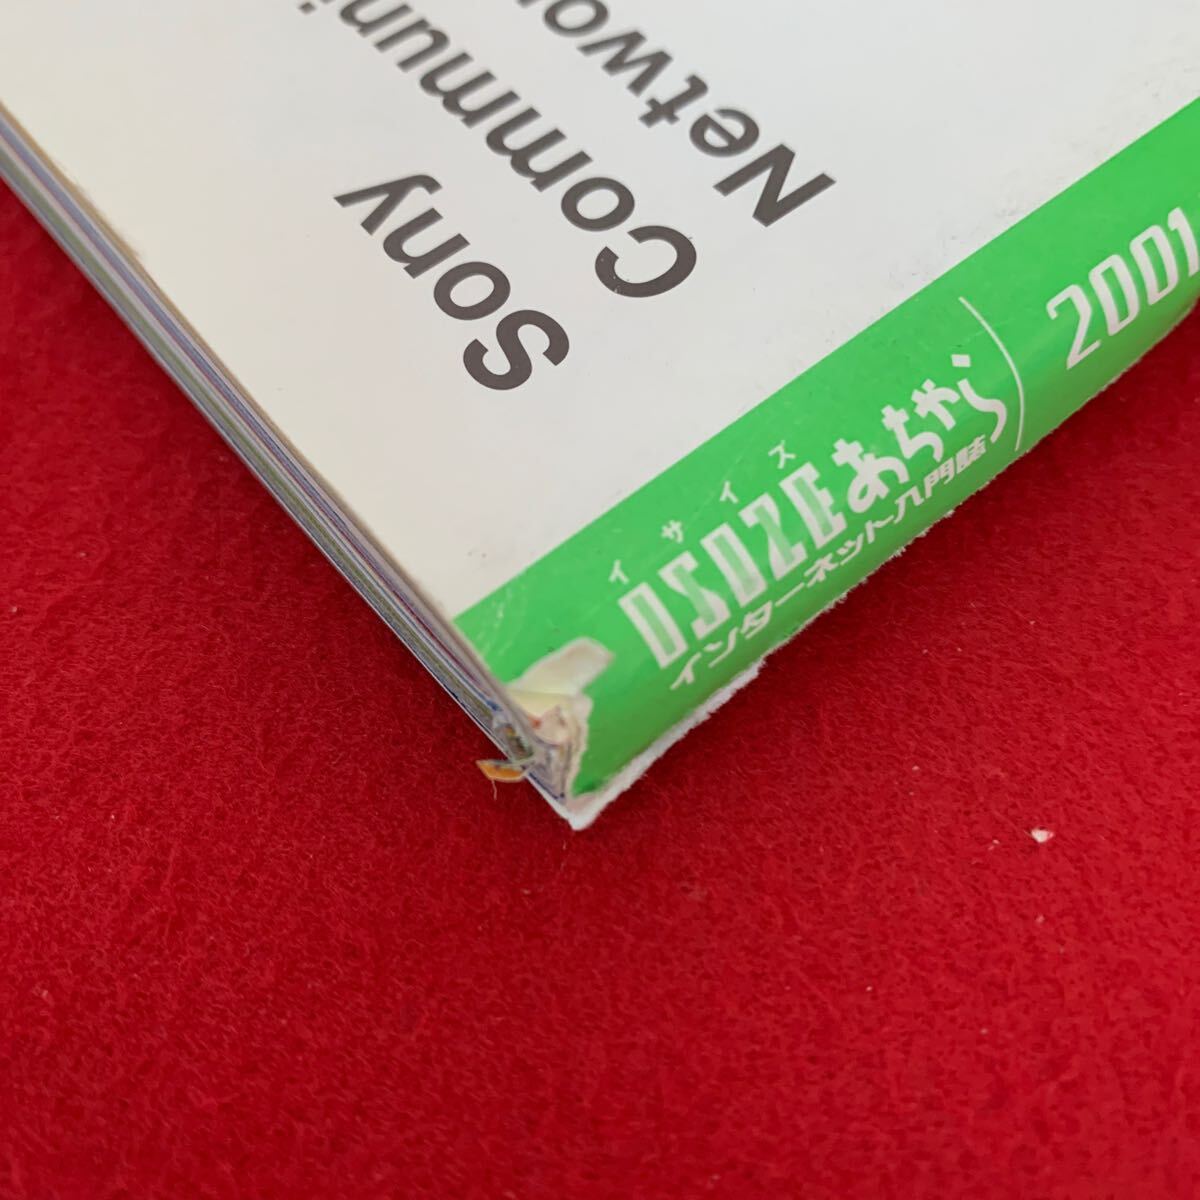 Sony
Communi
Netwo
イサイズ
ISIZEあちゃら
インターネット入門誌
2001